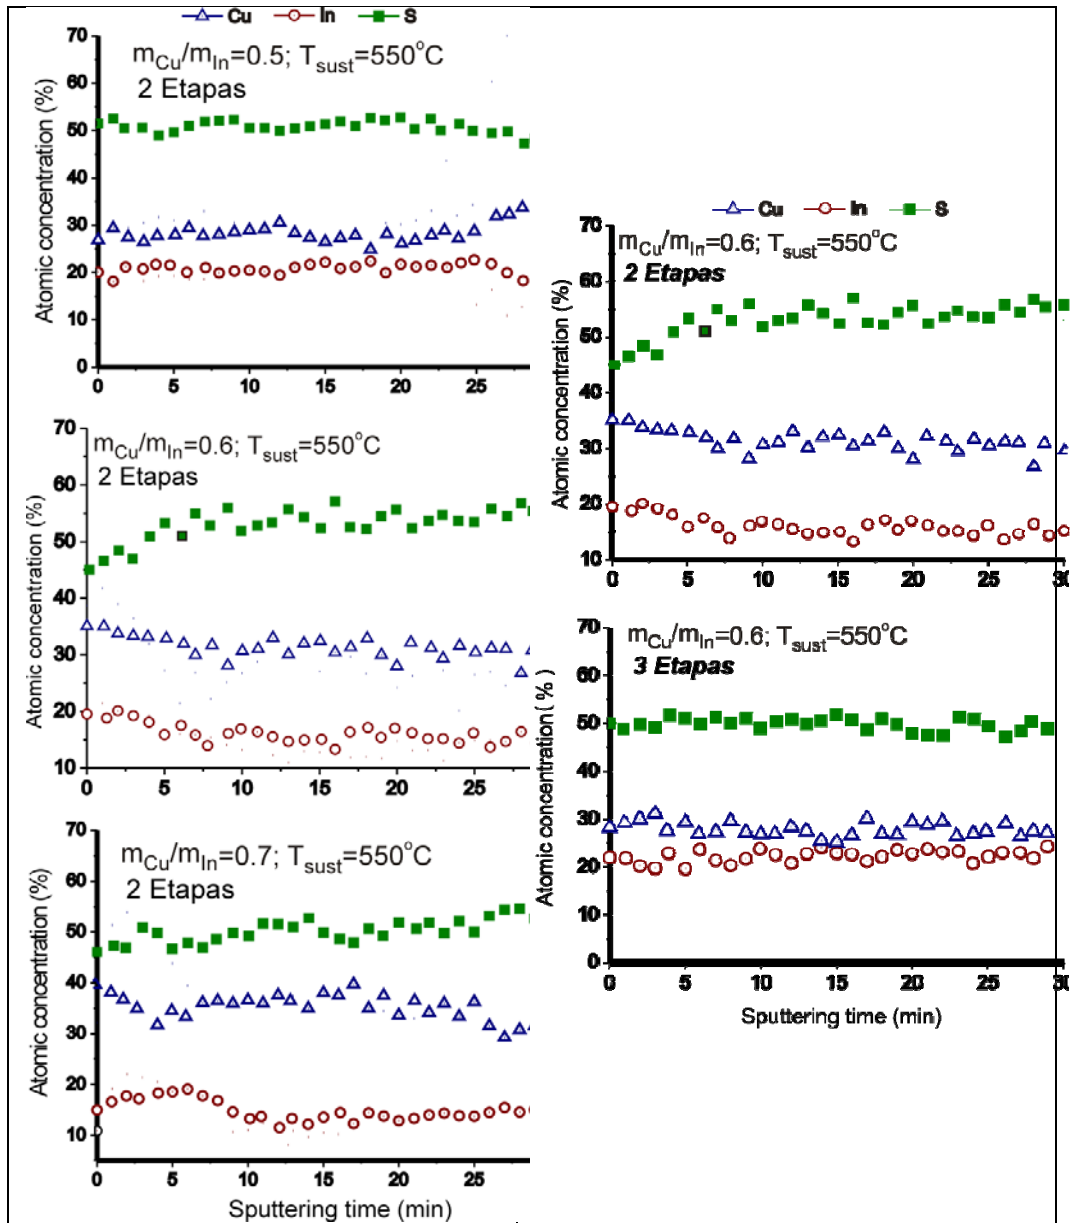 Cu In S
m_Cu/m_In=0.5; T_sust=550°C
2 Etapas
Atomic concentration (%)
70
60
50
40
30
20
10
0
0 5 10 15 20 25
m_Cu/m_In=0.6; T_sust=550°C
2 Etapas
Atomic concentration (%)
70
60
50
40
30
20
10
0 5 10 15 20 25
m_Cu/m_In=0.7; T_sust=550°C
2 Etapas
Atomic concentration (%)
70
60
50
40
30
20
10
0 5 10 15 20 25
Sputtering time (min)
Cu In S
m_Cu/m_In=0.6; T_sust=550°C
2 Etapas
Atomic concentration (%)
70
60
50
40
30
20
10
0 5 10 15 20 25 30
m_Cu/m_In=0.6; T_sust=550°C
3 Etapas
Atomic concentration( % )
70
60
50
40
30
20
10
0
0 5 10 15 20 25 30
Sputtering time (min)